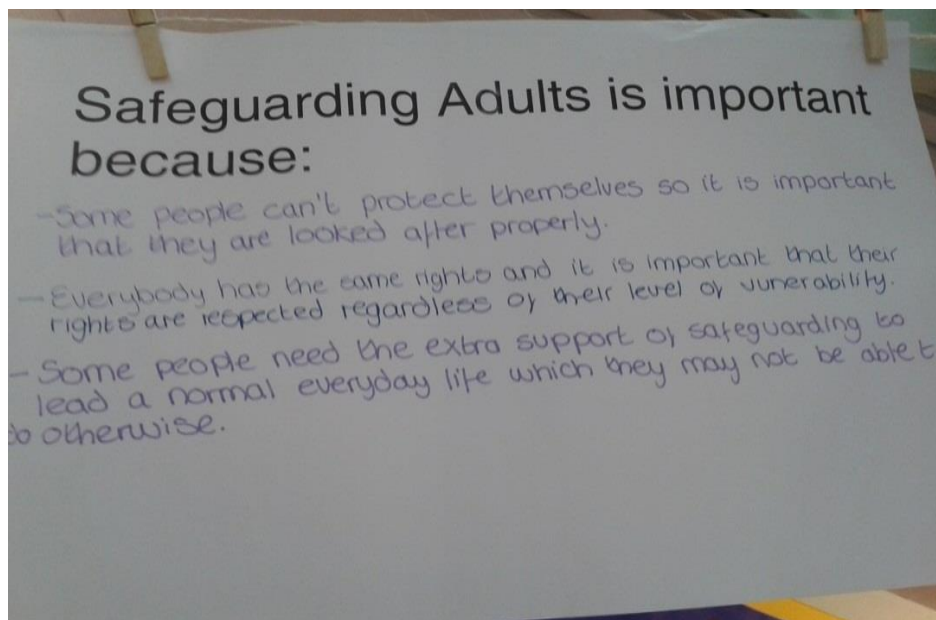 Safeguarding Adults is important
because:
-Some people can't protect themselves so it is important
that they are looked after properly.
- Everybody has the same rights and it is important that their
rights are respected regardless of their level of vunerability.
- Some people need the extra support of safeguarding to
lead a normal everyday life which they may not be able t
to otherwise.